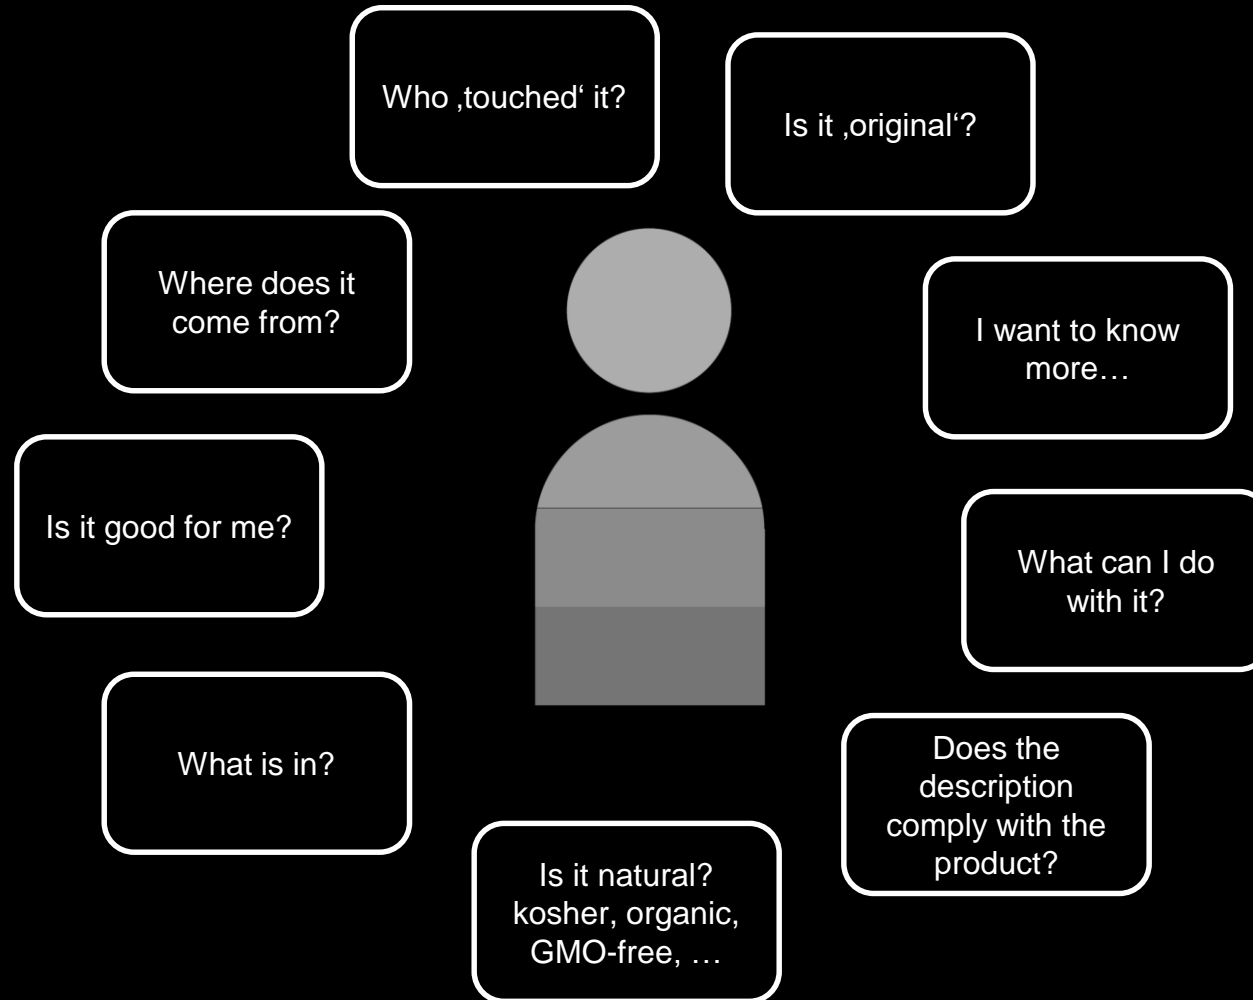 Who ‚touched‘ it?
Is it ‚original‘?
Where does it
come from?
I want to know
more…
Is it good for me?
What can I do
with it?
What is in?
Does the
description
comply with the
product?
Is it natural?
kosher, organic,
GMO-free, …